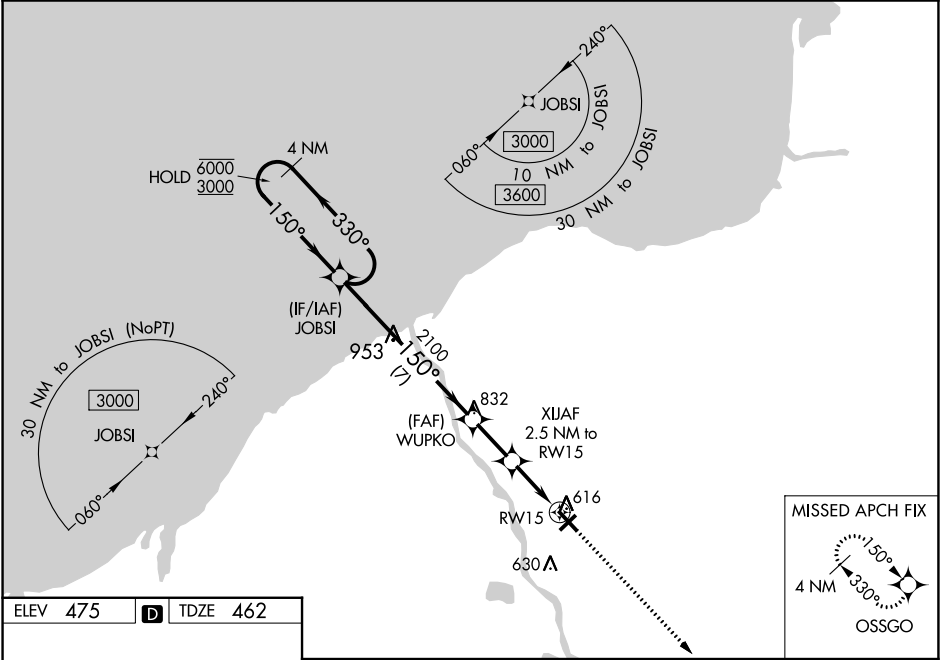 240°
JOBSI
3000
060°
10 NM to JOBSI
3600
30 NM to JOBSI
4 NM
HOLD
6000
3000
150°
330°
(IF/IAF)
JOBSI
30 NM to JOBSI (NoPT)
3000
240°
JOBSI
060°
953
2100
150°
(7)
832
(FAF)
WUPKO
XIJAF
2.5 NM to
RW15
616
RW15
630
MISSED APCH FIX
150°
4 NM
330°
OSSGO
ELEV 475 D TDZE 462